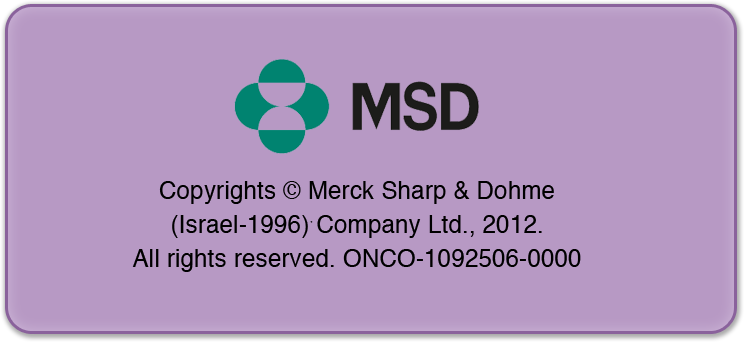 MSD
Copyrights © Merck Sharp & Dohme
(Israel-1996) Company Ltd., 2012.
All rights reserved. ONCO-1092506-0000